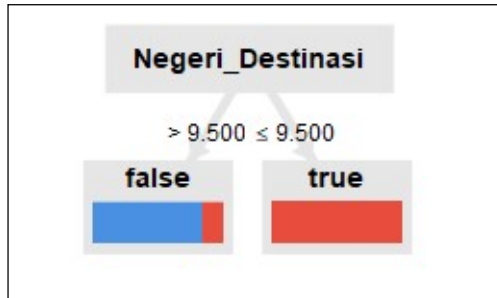 Negeri_Destinasi
> 9.500 ≤ 9.500
false true